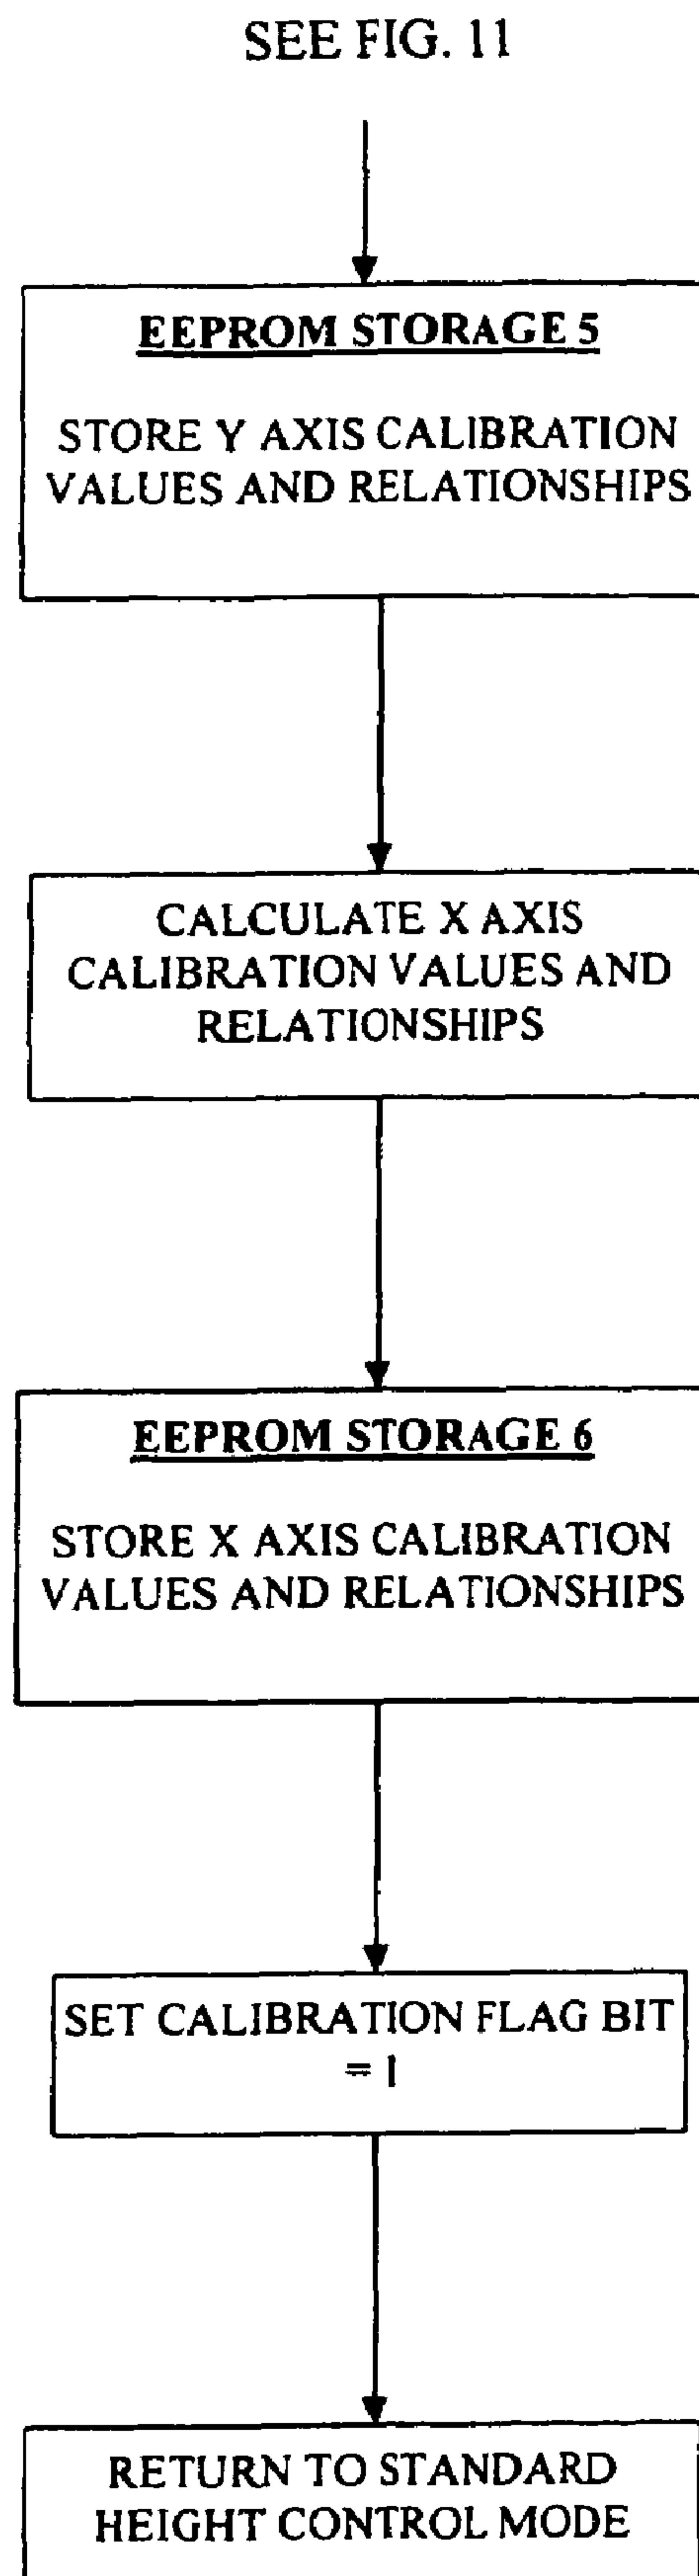 SEE FIG. 11
EEPROM STORAGE 5
STORE Y AXIS CALIBRATION
VALUES AND RELATIONSHIPS
CALCULATE X AXIS
CALIBRATION VALUES AND
RELATIONSHIPS
EEPROM STORAGE 6
STORE X AXIS CALIBRATION
VALUES AND RELATIONSHIPS
SET CALIBRATION FLAG BIT
= 1
RETURN TO STANDARD
HEIGHT CONTROL MODE